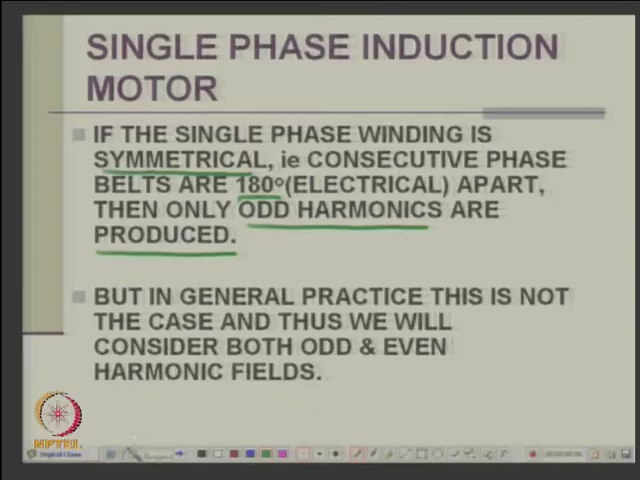 SINGLE PHASE INDUCTION
MOTOR
IF THE SINGLE PHASE WINDING IS
SYMMETRICAL, ie CONSECUTIVE PHASE
BELTS ARE 180º(ELECTRICAL) APART,
THEN ONLY ODD HARMONICS ARE
PRODUCED.
BUT IN GENERAL PRACTICE THIS IS NOT
THE CASE AND THUS WE WILL
CONSIDER BOTH ODD & EVEN
HARMONIC FIELDS.
NPTEL